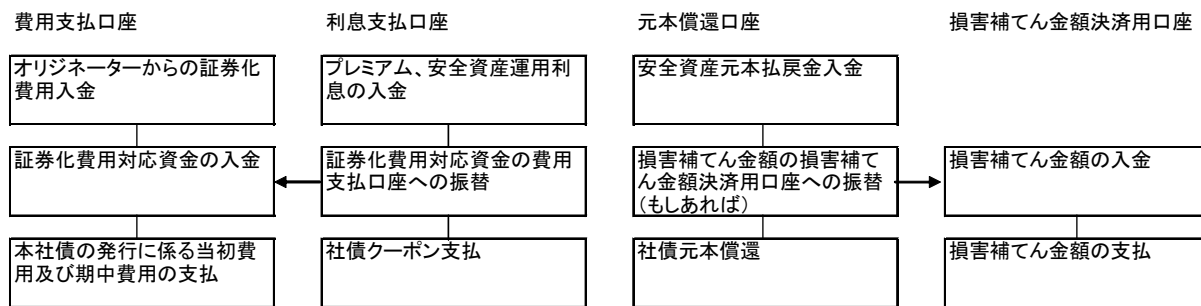 費用支払口座
利息支払口座
元本償還口座
損害補てん金額決済用口座
オリジネーターからの証券化
費用入金
プレミアム、安全資産運用利
息の入金
安全資産元本払戻金入金
証券化費用対応資金の入金
証券化費用対応資金の費用
支払口座への振替
損害補てん金額の損害補て
ん金額決済用口座への振替
(もしあれば)
損害補てん金額の入金
本社債の発行に係る当初費
用及び期中費用の支払
社債クーポン支払
社債元本償還
損害補てん金額の支払